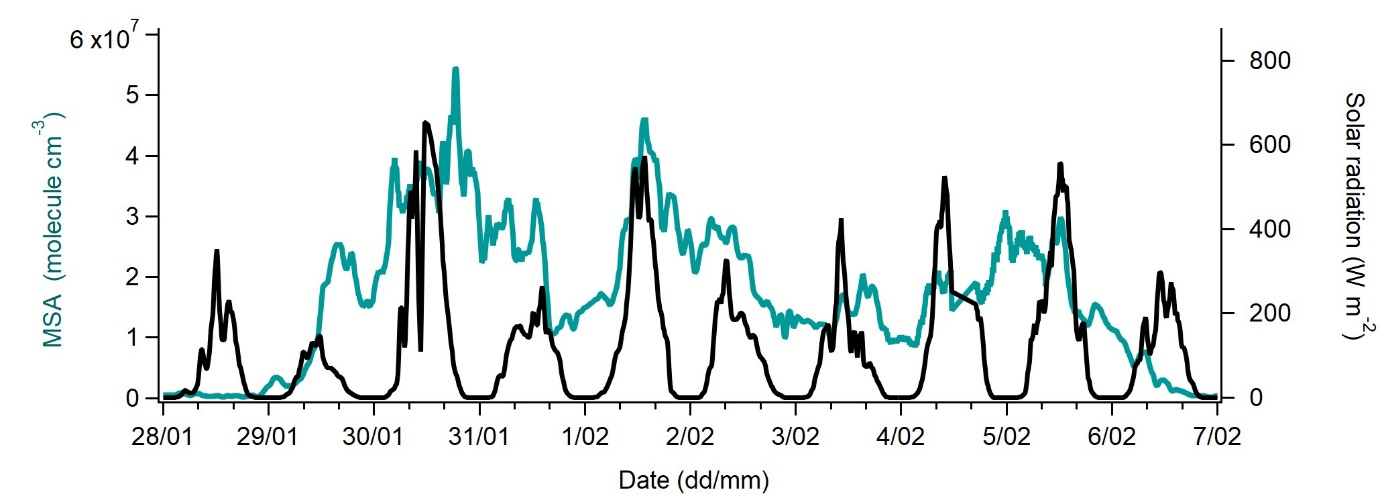 6 x10⁷
5
4
3
2
1
0
MSA (molecule cm⁻³)
800
600
400
200
0
Solar radiation (W m⁻²)
28/01 29/01 30/01 31/01 1/02 2/02 3/02 4/02 5/02 6/02 7/02
Date (dd/mm)